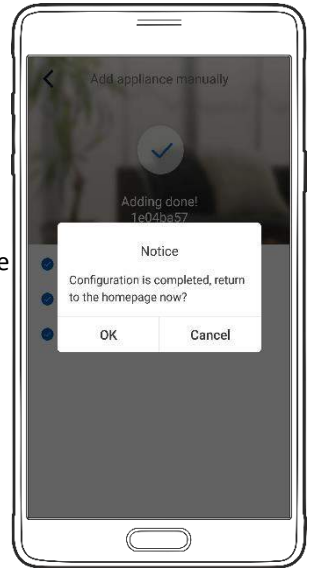 Add appliance manually
Adding done!
1e04ba57
Notice
Configuration is completed, return
to the homepage now?
OK
Cancel
e